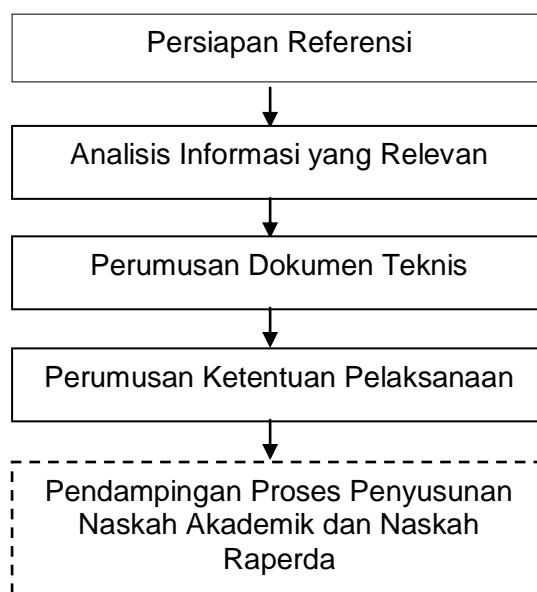 Persiapan Referensi
Analisis Informasi yang Relevan
Perumusan Dokumen Teknis
Perumusan Ketentuan Pelaksanaan
Pendampingan Proses Penyusunan
Naskah Akademik dan Naskah
Raperda